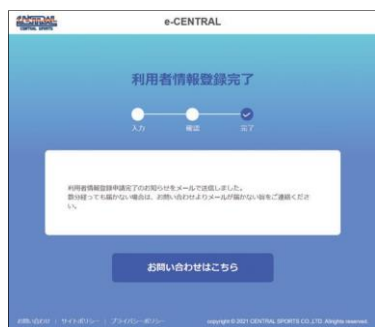 CENTRAL SPORTS
e-CENTRAL
利用者情報登録完了
入力 確認 完了
利用者情報登録申請完了のお知らせをメールで送信しました。
数分経っても届かない場合は、お問い合わせよりメールが届かない旨をご連絡くださ
い。
お問い合わせはこちら
お問い合わせ | サイトポリシー | プライバシーポリシー
copyright © 2021 CENTRAL SPORTS CO.,LTD. Allrights reserved.